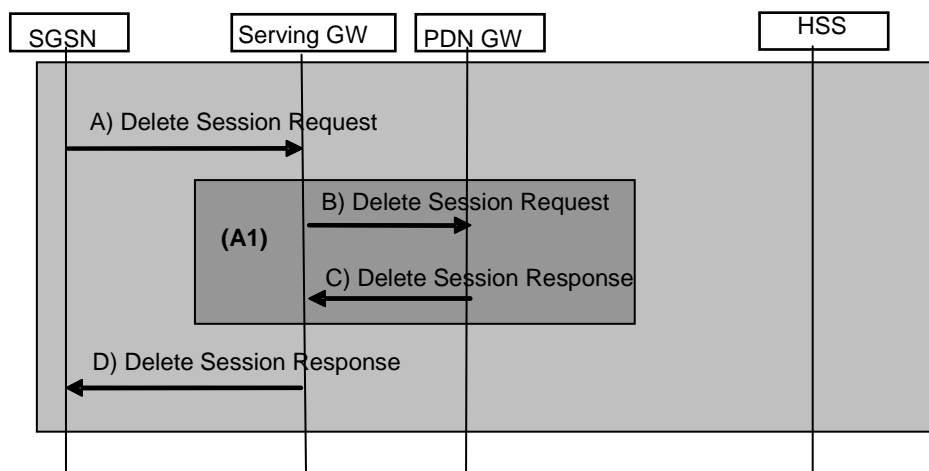 SGSN
Serving GW
PDN GW
HSS
A) Delete Session Request
B) Delete Session Request
(A1)
C) Delete Session Response
D) Delete Session Response